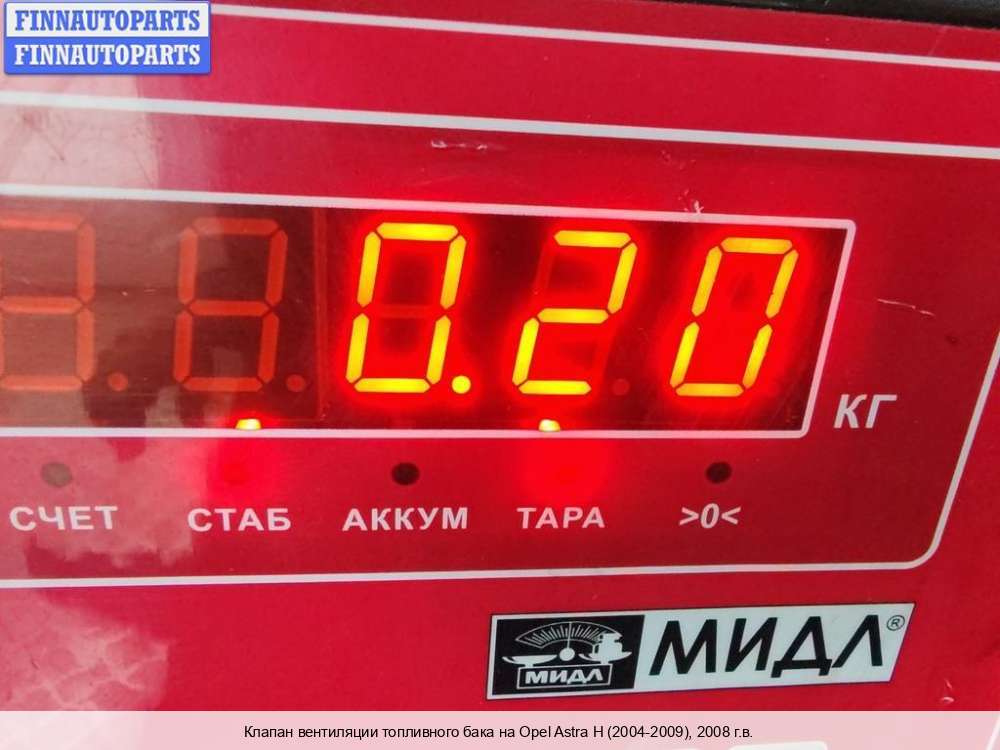 FINNAUTOPARTS
FINNAUTOPARTS
0.20
КГ
СЧЕТ СТАБ АККУМ ТАРА >0<
МИДЛ МИДЛ®
Клапан вентиляции топливного бака на Opel Astra H (2004-2009), 2008 г.в.